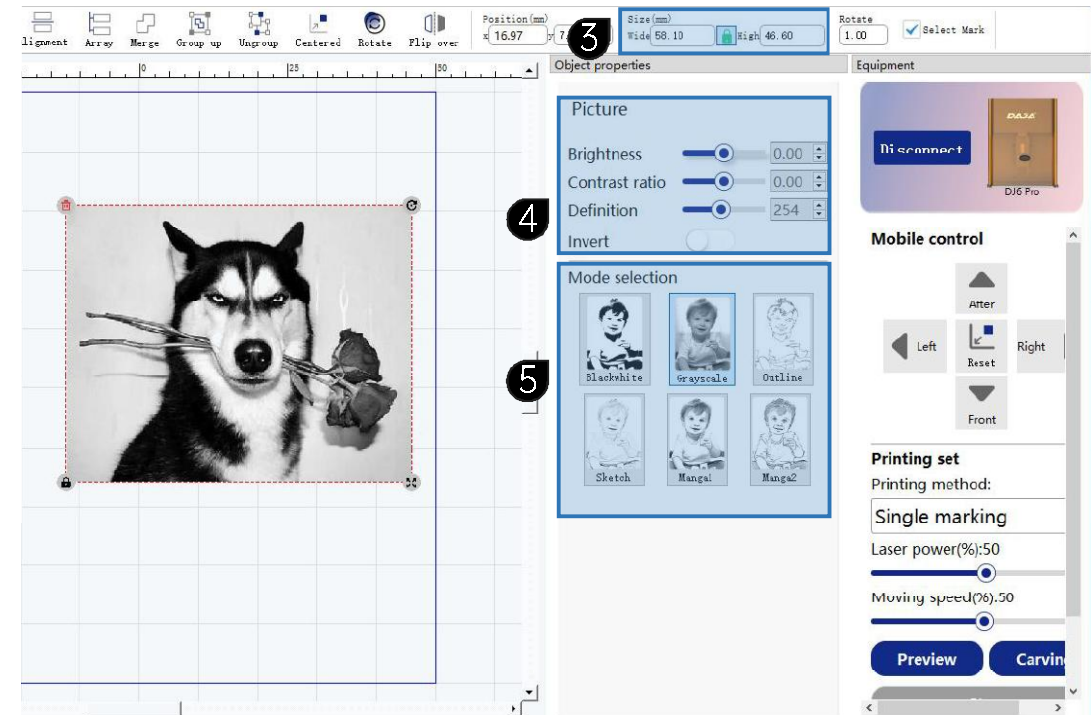 lignment
Array
Merge
Group up
Ungroup
Centered
Rotate
Flip over
Position(mm)
x 16.97
y 7.
3
Size(mm)
Wide 58.10
High 46.60
Rotate
1.00
Select Mark
0
25
50
Object properties
Picture
Brightness
0.00
Contrast ratio
0.00
Definition
254
Invert
4
Mode selection
Blackwhite
Grayscale
Outline
Sketch
Manga1
Manga2
5
Equipment
Disconnect
DAJA
DJ6 Pro
Mobile control
After
Left
Reset
Right
Front
Printing set
Printing method:
Single marking
Laser power(%):50
Moving speed(%).50
Preview
Carvin